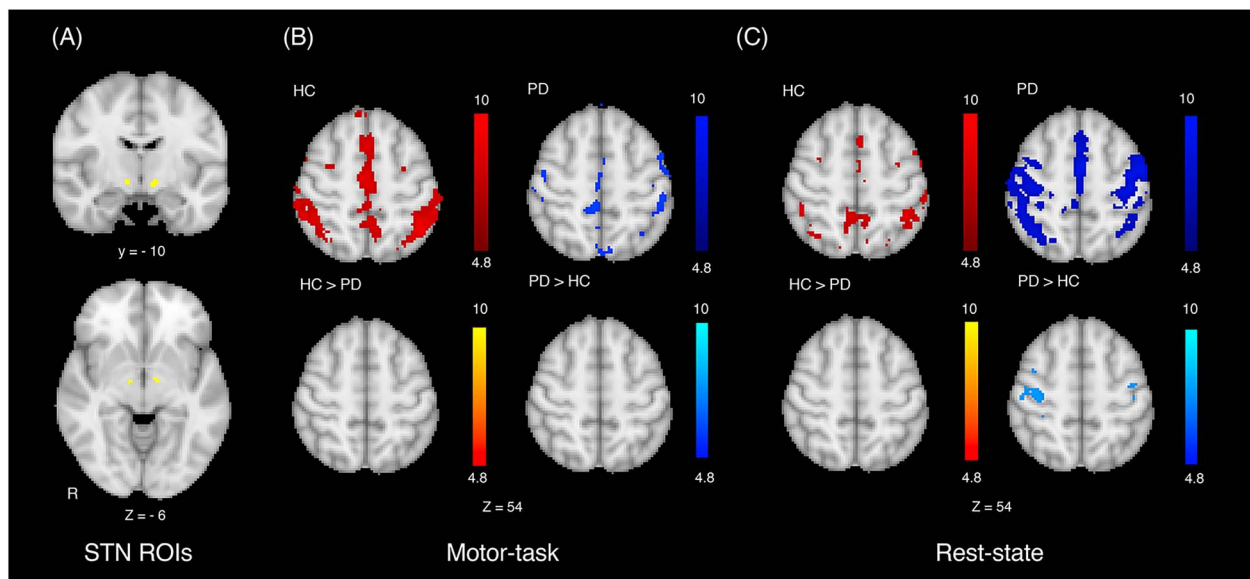 (A)
(B)
(C)
HC
10
4.8
PD
10
4.8
HC
10
4.8
PD
10
4.8
y = - 10
HC > PD
10
4.8
PD > HC
10
4.8
HC > PD
10
4.8
PD > HC
10
4.8
R
Z = - 6
Z = 54
Z = 54
STN ROIs
Motor-task
Rest-state